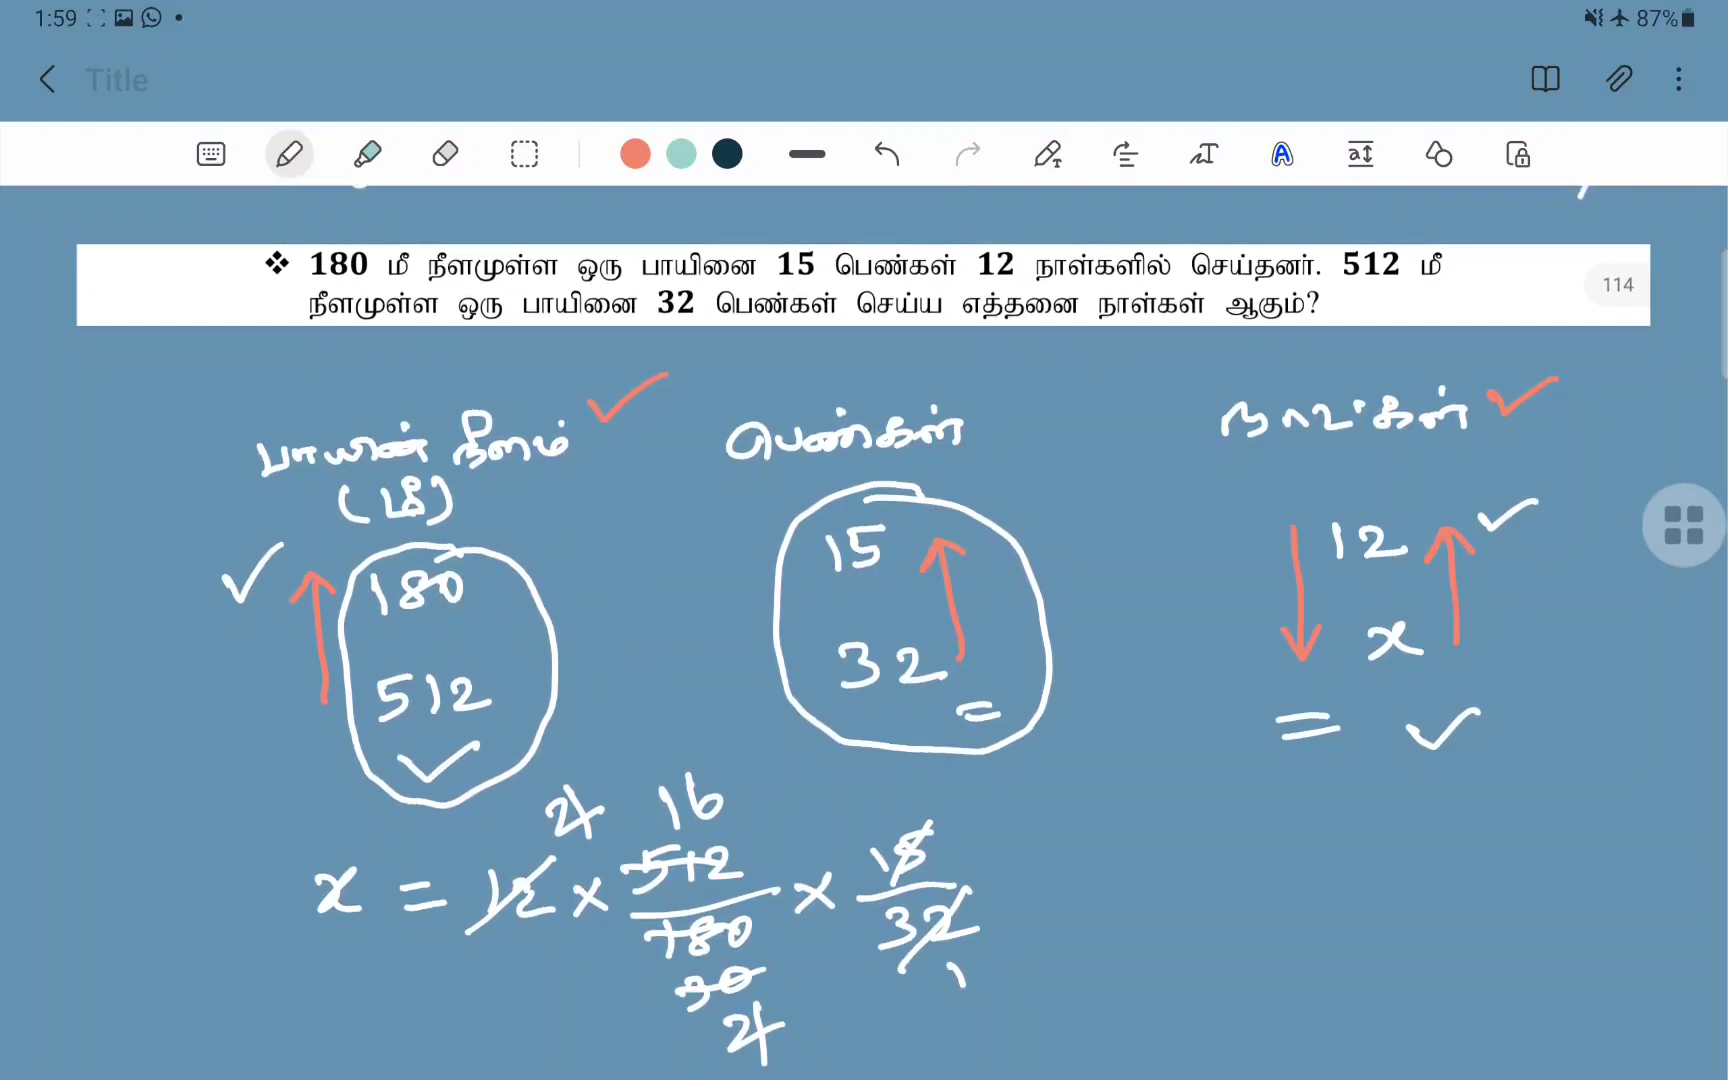 1:59
87%
Title
❖ 180 மீ நீளமுள்ள ஒரு பாயினை 15 பெண்கள் 12 நாள்களில் செய்தனர். 512 மீ
நீளமுள்ள ஒரு பாயினை 32 பெண்கள் செய்ய எத்தனை நாள்கள் ஆகும்?
114
பாயின் நீளம் பெண்கள் நாட்கள்
(மீ)
180 15 12
512 32 x
= =
2 16
x = 12 × 512/180 × 15/32
30 1
2